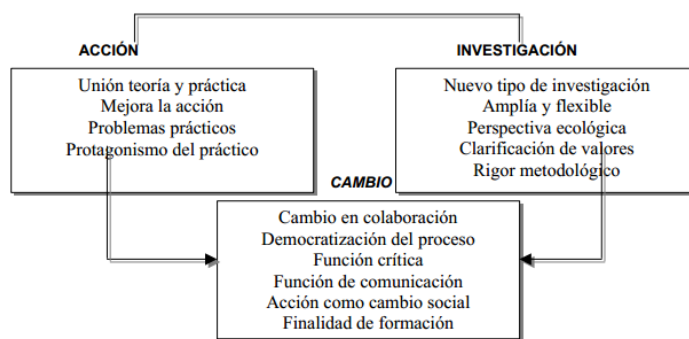 ACCIÓN
Unión teoría y práctica
Mejora la acción
Problemas prácticos
Protagonismo del práctico
INVESTIGACIÓN
Nuevo tipo de investigación
Amplía y flexible
Perspectiva ecológica
Clarificación de valores
Rigor metodológico
CAMBIO
Cambio en colaboración
Democratización del proceso
Función crítica
Función de comunicación
Acción como cambio social
Finalidad de formación